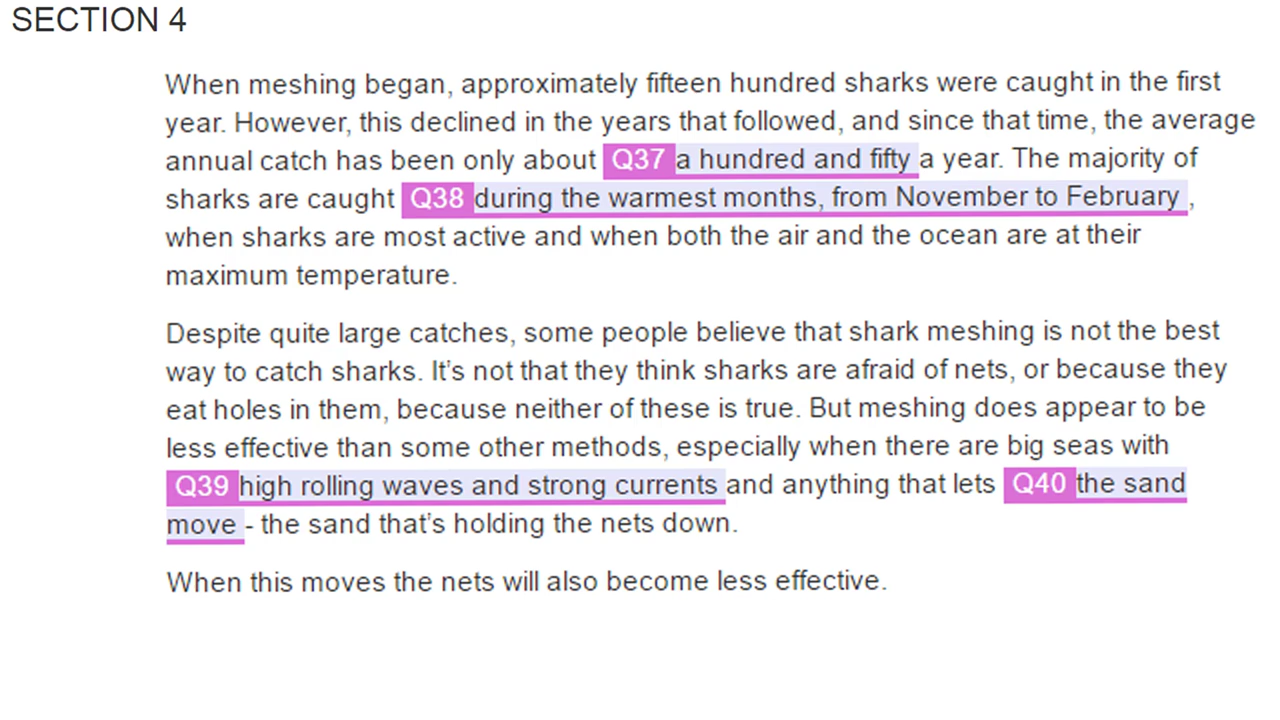 SECTION 4
When meshing began, approximately fifteen hundred sharks were caught in the first
year. However, this declined in the years that followed, and since that time, the average
annual catch has been only about Q37 a hundred and fifty a year. The majority of
sharks are caught Q38 during the warmest months, from November to February ,
when sharks are most active and when both the air and the ocean are at their
maximum temperature.
Despite quite large catches, some people believe that shark meshing is not the best
way to catch sharks. It's not that they think sharks are afraid of nets, or because they
eat holes in them, because neither of these is true. But meshing does appear to be
less effective than some other methods, especially when there are big seas with
Q39 high rolling waves and strong currents and anything that lets Q40 the sand
move - the sand that's holding the nets down.
When this moves the nets will also become less effective.